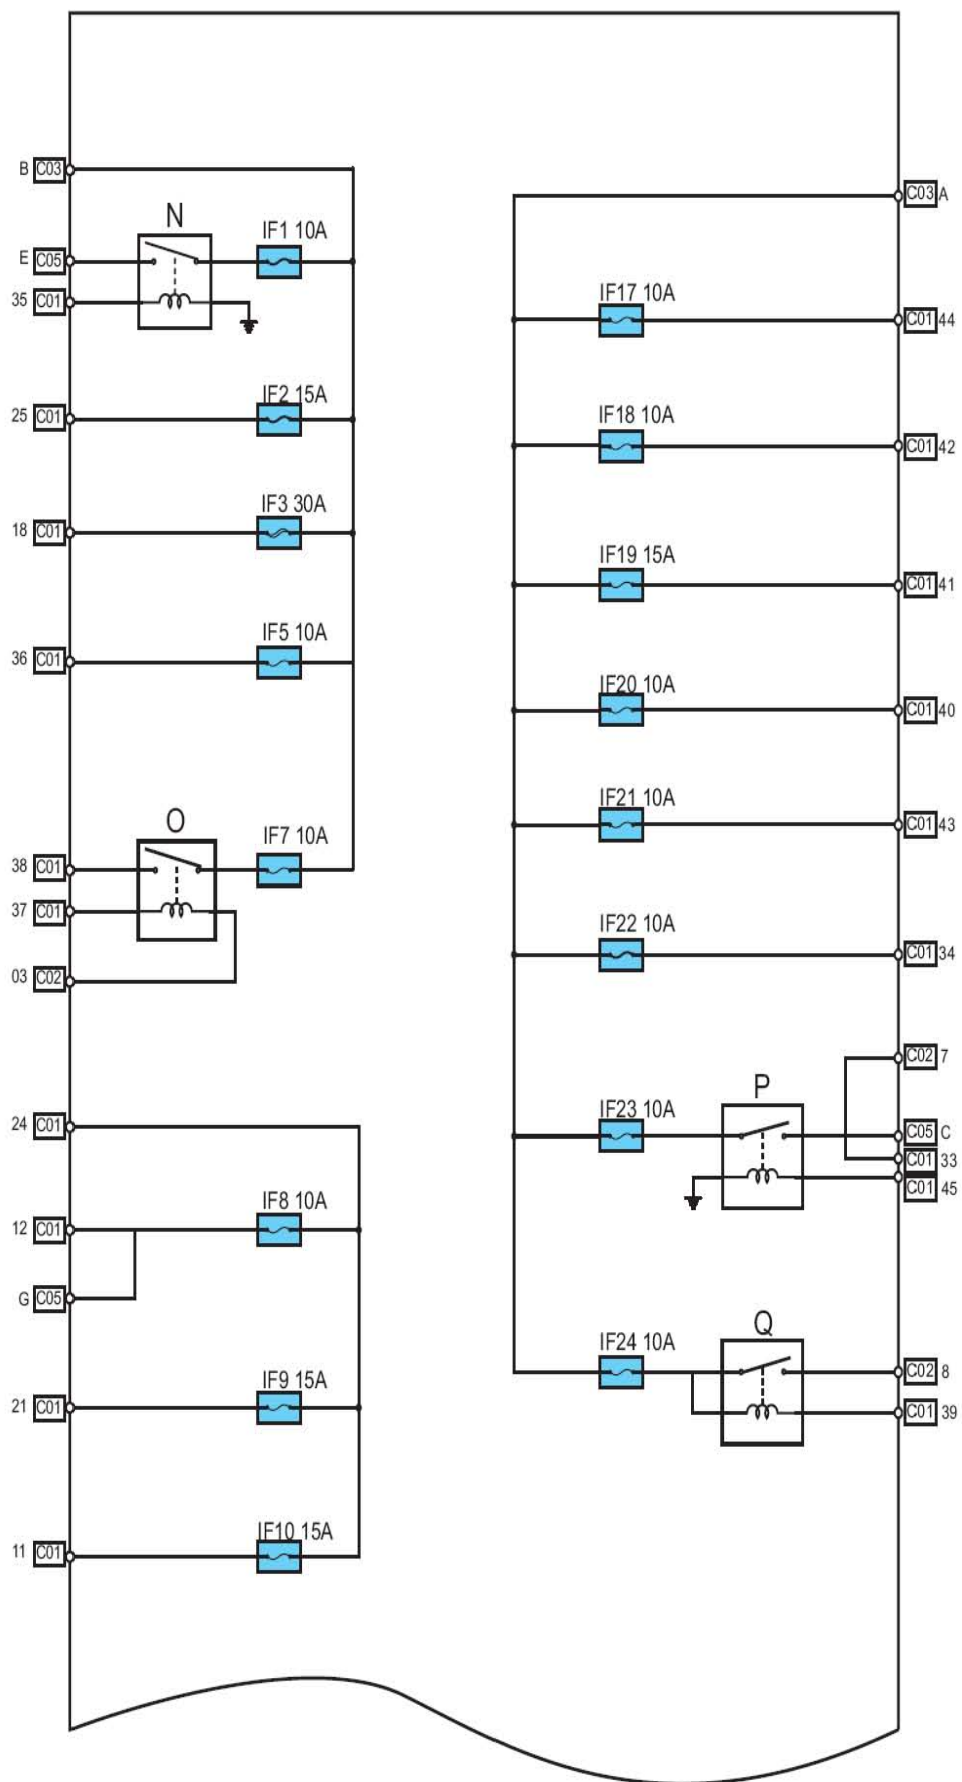 B C03
N
IF1 10A
E C05
35 C01
IF2 15A
25 C01
IF3 30A
18 C01
IF5 10A
36 C01
O
IF7 10A
38 C01
37 C01
03 C02
24 C01
IF8 10A
12 C01
G C05
IF9 15A
21 C01
IF10 15A
11 C01
C03 A
IF17 10A
C01 44
IF18 10A
C01 42
IF19 15A
C01 41
IF20 10A
C01 40
IF21 10A
C01 43
IF22 10A
C01 34
C02 7
P
IF23 10A
C05 C
C01 33
C01 45
Q
IF24 10A
C02 8
C01 39